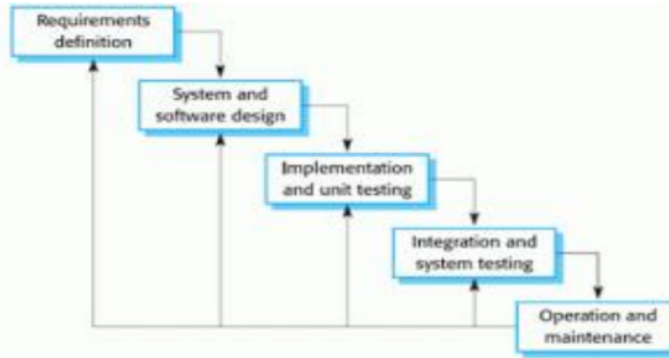 Requirements
definition
System and
software design
Implementation
and unit testing
Integration and
system testing
Operation and
maintenance